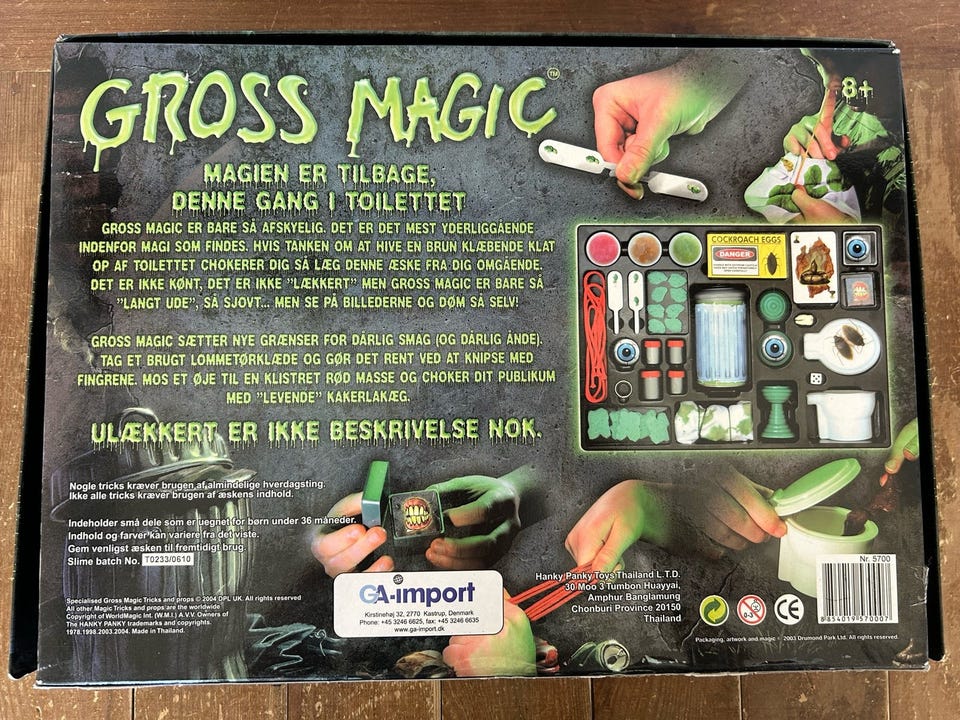 GROSS MAGIC™
8+
MAGIEN ER TILBAGE,
DENNE GANG I TOILETTET
GROSS MAGIC ER BARE SÅ AFSKYELIG. DET ER DET MEST YDERLIGGÅENDE
INDENFOR MAGI SOM FINDES. HVIS TANKEN OM AT HIVE EN BRUN KLÆBENDE KLAT
OP AF TOILETTET CHOKERER DIG SÅ LÆG DENNE ÆSKE FRA DIG OMGÅENDE.
DET ER IKKE KØNT, DET ER IKKE "LÆKKERT" MEN GROSS MAGIC ER BARE SÅ
"LANGT UDE", SÅ SJOVT... MEN SE PÅ BILLEDERNE OG DØM SÅ SELV!
GROSS MAGIC SÆTTER NYE GRÆNSER FOR DÅRLIG SMAG (OG DÅRLIG ÅNDE).
TAG ET BRUGT LOMMETØRKLÆDE OG GØR DET RENT VED AT KNIPSE MED
FINGRENE. MOS ET ØJE TIL EN KLISTRET RØD MASSE OG CHOKER DIT PUBLIKUM
MED "LEVENDE" KAKERLAKÆG.
ULÆKKERT ER IKKE BESKRIVELSE NOK.
COCKROACH EGGS
DANGER
Nogle tricks kræver brugen af almindelige hverdagsting.
Ikke alle tricks kræver brugen af æskens indhold.
Indeholder små dele som er uegnet for børn under 36 måneder.
Indhold og farver kan variere fra det viste.
Gem venligst æsken til fremtidigt brug.
Slime batch No. T0233/0610
Specialised Gross Magic Tricks and props © 2004 DPL UK. All rights reserved
All other Magic Tricks and props are the worldwide
Copyright of WorldMagic Int. (W.M.I.) A.V.V. Owners of
The HANKY PANKY trademarks and copyrights.
1978.1998.2003.2004. Made in Thailand.
GA-import
Kirstinehøj 32, 2770 Kastrup, Denmark
Phone: +45 3246 6625, fax: +45 3246 6635
www.ga-import.dk
Hanky Panky Toys Thailand L.T.D.
30 Moo 3 Tumbon Huayyai,
Amphur Banglamung
Chonburi Province 20150
Thailand
0-3
CE
Nr. 5700
8 854019 570007
Packaging, artwork and magic © 2003 Drumond Park Ltd. All rights reserved.